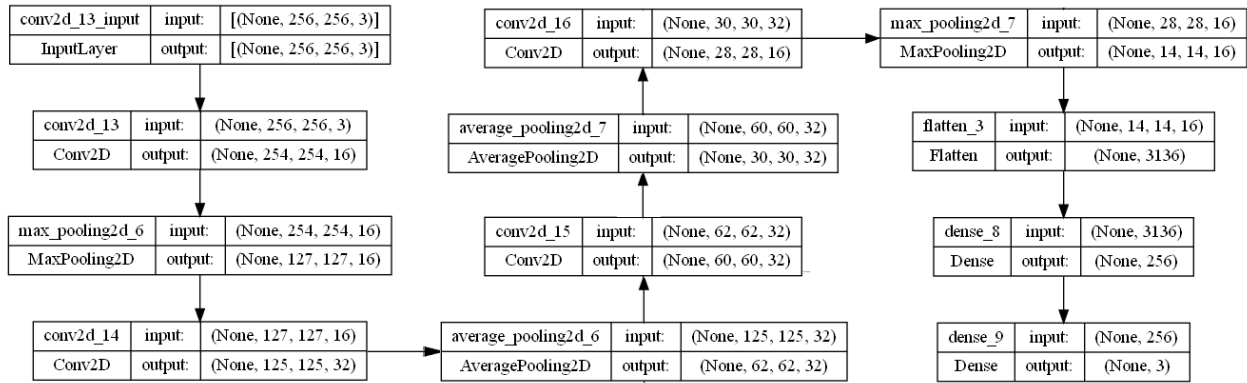 conv2d_13_input input: [(None, 256, 256, 3)]
InputLayer output: [(None, 256, 256, 3)]
conv2d_13 input: (None, 256, 256, 3)
Conv2D output: (None, 254, 254, 16)
max_pooling2d_6 input: (None, 254, 254, 16)
MaxPooling2D output: (None, 127, 127, 16)
conv2d_14 input: (None, 127, 127, 16)
Conv2D output: (None, 125, 125, 32)
average_pooling2d_6 input: (None, 125, 125, 32)
AveragePooling2D output: (None, 62, 62, 32)
conv2d_15 input: (None, 62, 62, 32)
Conv2D output: (None, 60, 60, 32)
average_pooling2d_7 input: (None, 60, 60, 32)
AveragePooling2D output: (None, 30, 30, 32)
conv2d_16 input: (None, 30, 30, 32)
Conv2D output: (None, 28, 28, 16)
max_pooling2d_7 input: (None, 28, 28, 16)
MaxPooling2D output: (None, 14, 14, 16)
flatten_3 input: (None, 14, 14, 16)
Flatten output: (None, 3136)
dense_8 input: (None, 3136)
Dense output: (None, 256)
dense_9 input: (None, 256)
Dense output: (None, 3)